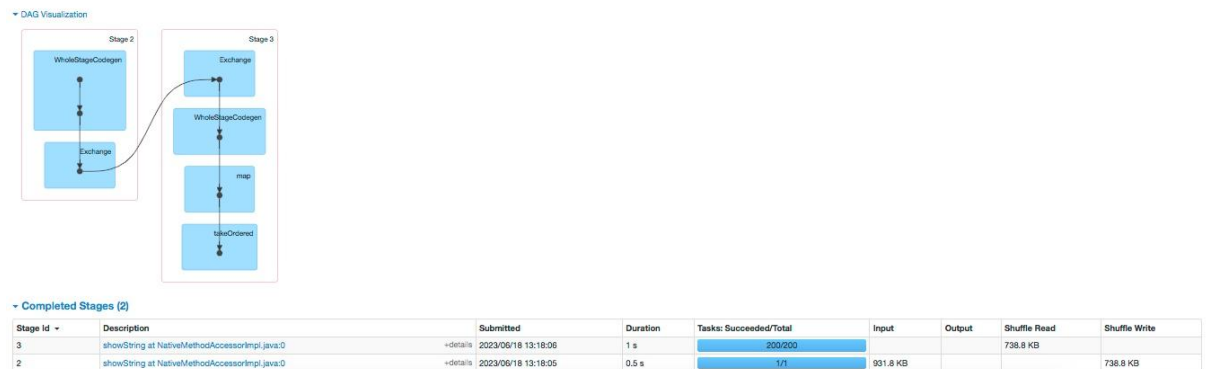 DAG Visualization
Stage 2
WholeStageCodegen
Exchange
Stage 3
Exchange
WholeStageCodegen
map
takeOrdered
Completed Stages (2)
Stage Id Description Submitted Duration Tasks: Succeeded/Total Input Output Shuffle Read Shuffle Write
3 showString at NativeMethodAccessorImpl.java:0 +details 2023/06/18 13:18:06 1 s 200/200 738.8 KB
2 showString at NativeMethodAccessorImpl.java:0 +details 2023/06/18 13:18:05 0.5 s 1/1 931.8 KB 738.8 KB